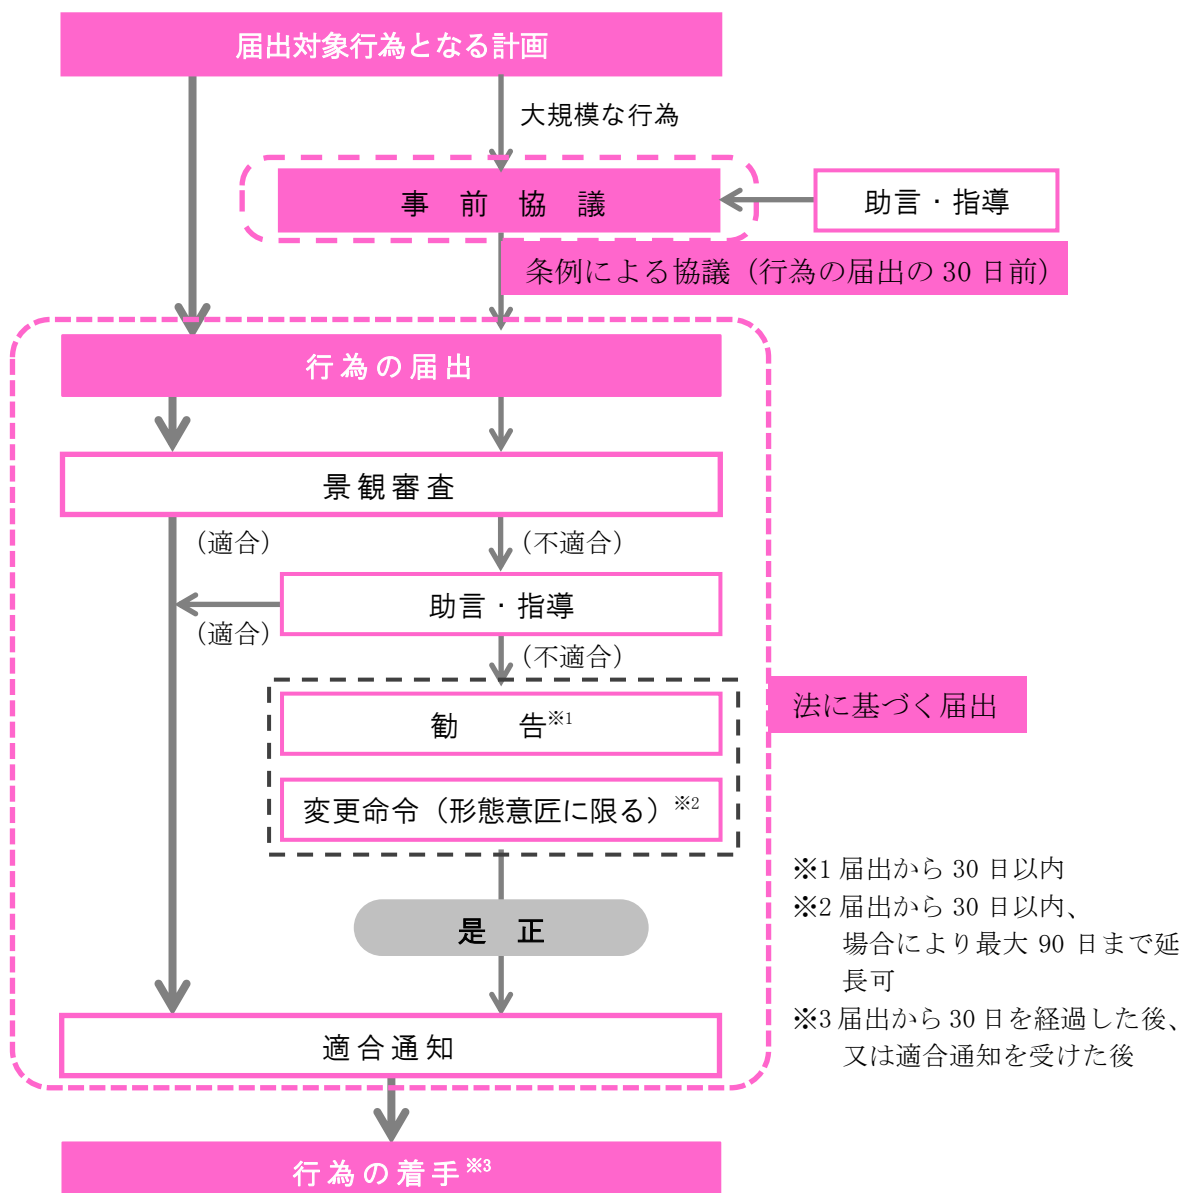 届出対象行為となる計画
大規模な行為
事前協議
助言・指導
条例による協議（行為の届出の 30 日前）
行為の届出
景観審査
（適合）
（不適合）
助言・指導
（適合）
（不適合）
勧告※1
変更命令（形態意匠に限る）※2
法に基づく届出
是正
適合通知
行為の着手※3
※1 届出から 30 日以内
※2 届出から 30 日以内、
場合により最大 90 日まで延
長可
※3 届出から 30 日を経過した後、
又は適合通知を受けた後